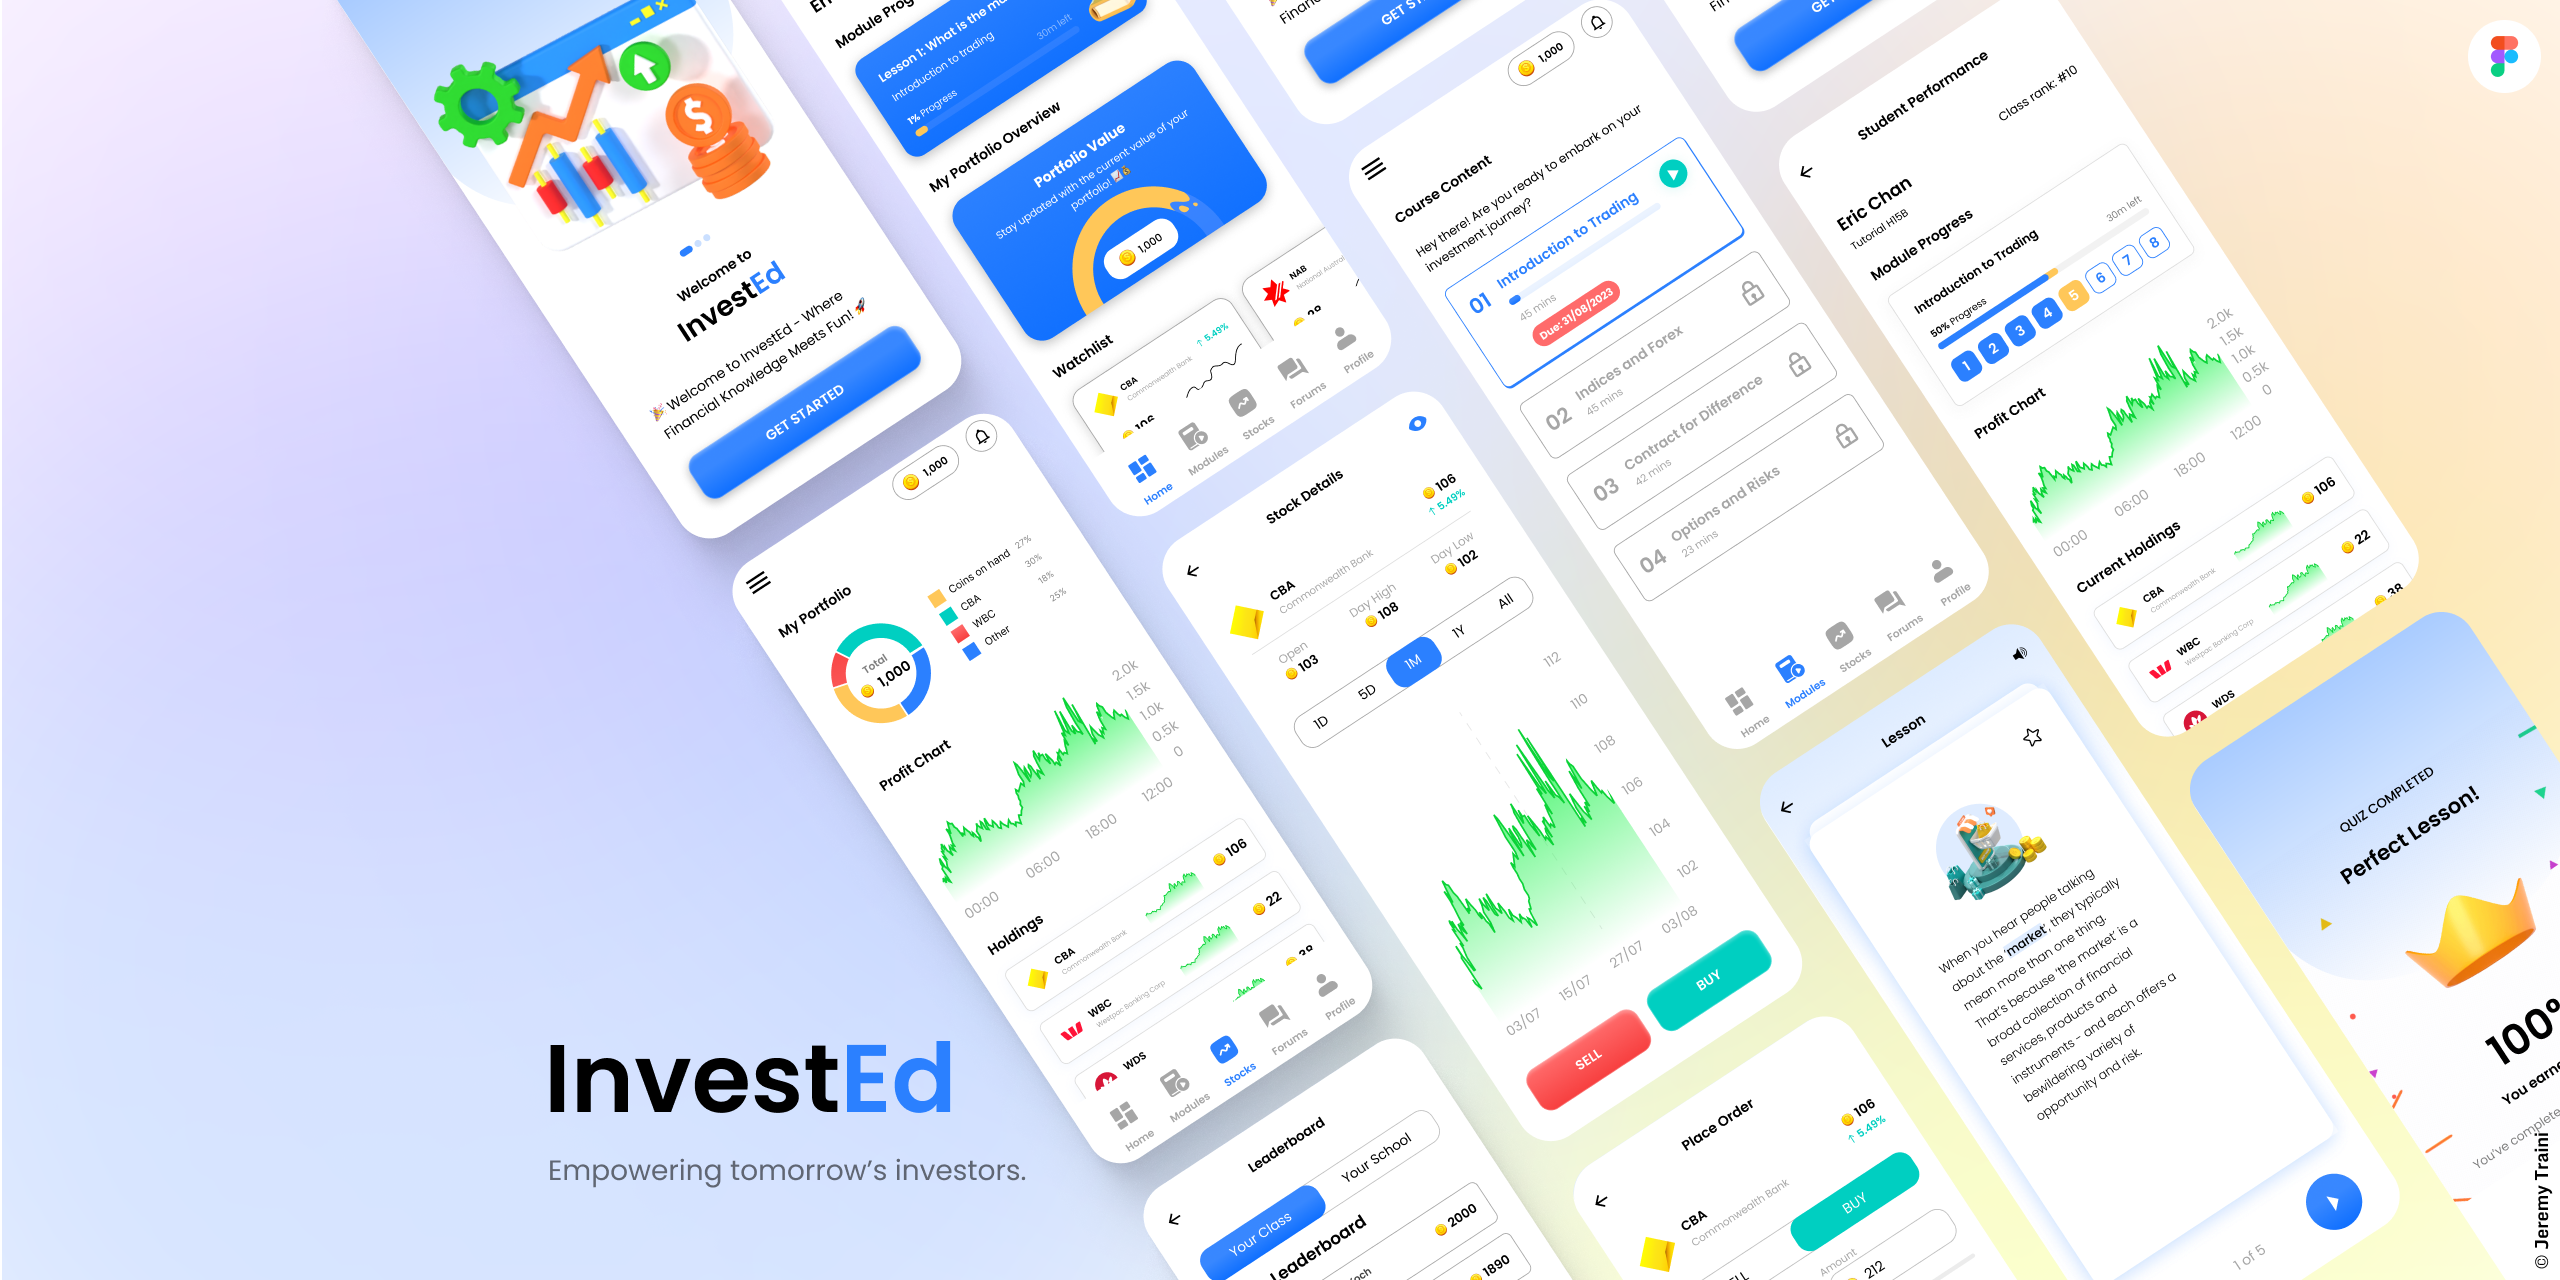 Welcome to
InvestEd
🎉 Welcome to InvestEd - Where
Financial Knowledge Meets Fun! 🚀
GET STARTED
Module Prog
Lesson 1: What is the ma
Introduction to trading
30m left
1% Progress
My Portfolio Overview
Portfolio Value
Stay updated with the current value of your
portfolio!
1,000
Watchlist
CBA
Commonwealth Bank
↑ 5.49%
106
NAB
National Austral
Home
Modules
Stocks
Forums
Profile
GET S
1,000
Course Content
Hey there! Are you ready to embark on your
investment journey?
01
Introduction to Trading
45 mins
Due: 31/08/2023
02
Indices and Forex
45 mins
03
Contract for Difference
42 mins
04
Options and Risks
23 mins
Home
Modules
Stocks
Forums
Profile
Student Performance
Class rank: #10
Eric Chan
Tutorial H15B
Module Progress
Introduction to Trading
30m left
50% Progress
1 2 3 4 5 6 7 8
Profit Chart
2.0k
1.5k
1.0k
0.5k
0
00:00
06:00
18:00
12:00
Current Holdings
CBA
Commonwealth Bank
106
WBC
Westpac Banking Corp
22
WDS
38
1,000
My Portfolio
Total
1,000
Coins on hand 27%
CBA 30%
WBC 18%
Other 25%
Profit Chart
2.0k
1.5k
1.0k
0.5k
0
00:00
06:00
18:00
12:00
Holdings
CBA
Commonwealth Bank
106
WBC
Westpac Banking Corp
22
WDS
Home
Modules
Stocks
Forums
Profile
Stock Details
CBA
Commonwealth Bank
106
↑ 5.49%
Open
103
Day High
108
Day Low
102
1D
5D
1M
1Y
All
112
110
108
106
104
102
03/07
15/07
27/07
03/08
SELL
BUY
Lesson
When you hear people talking
about the 'market', they typically
mean more than one thing.
That's because 'the market' is a
broad collection of financial
services, products and
instruments - and each offers a
bewildering variety of
opportunity and risk.
1 of 5
QUIZ COMPLETED
Perfect Lesson!
100%
You earne
You've complete
Leaderboard
Your Class
Your School
Leaderboard
2000
1890
Place Order
CBA
Commonwealth Bank
106
↑ 5.49%
BUY
Amount
212
InvestEd
Empowering tomorrow's investors.
© Jeremy Traini